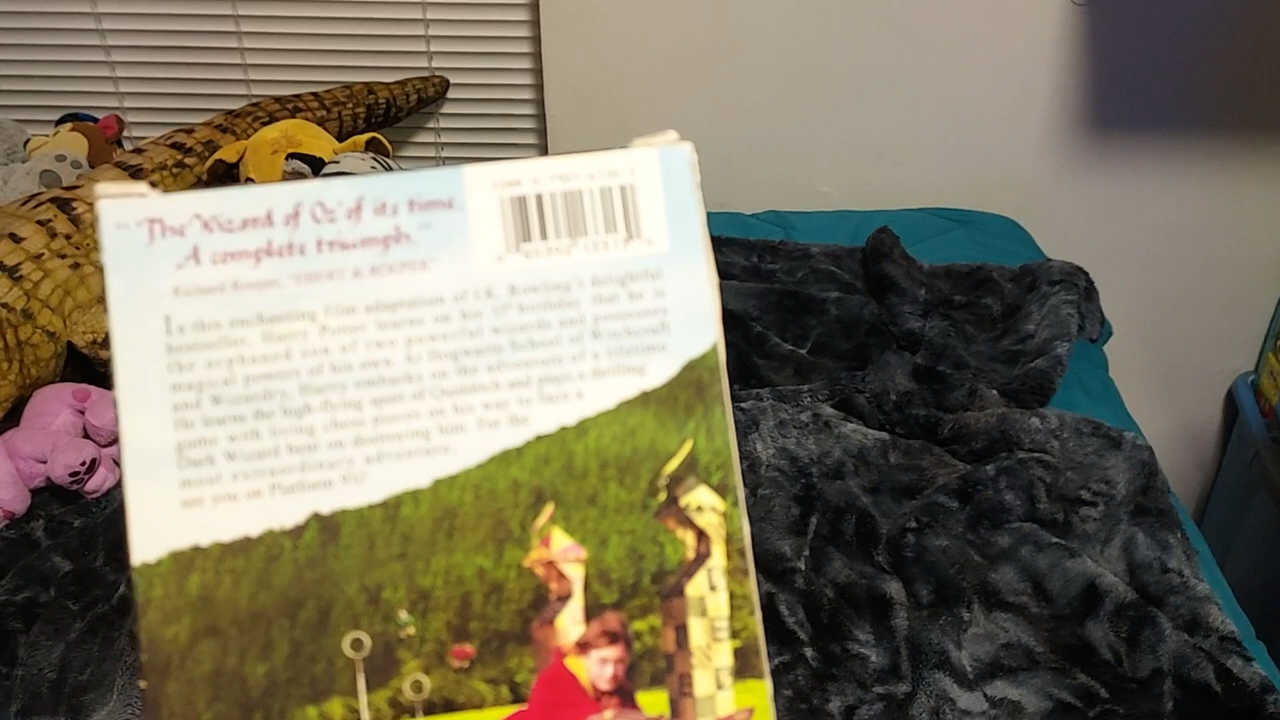 "'The Wizard of Oz' of its time.
A complete triumph."
Richard Roeper, "EBERT & ROEPER"
In this enchanting film adaptation of J.K. Rowling's delightful
bestseller, Harry Potter learns on his 11th birthday that he is
the orphaned son of two powerful wizards and possesses
magical powers of his own. At Hogwarts School of Witchcraft
and Wizardry, Harry embarks on the adventure of a lifetime.
He learns the high-flying sport of Quidditch and plays a thrilling
game with living chess pieces on his way to face a
Dark Wizard bent on destroying him. For the
most extraordinary adventure,
see you on Platform 9¾!